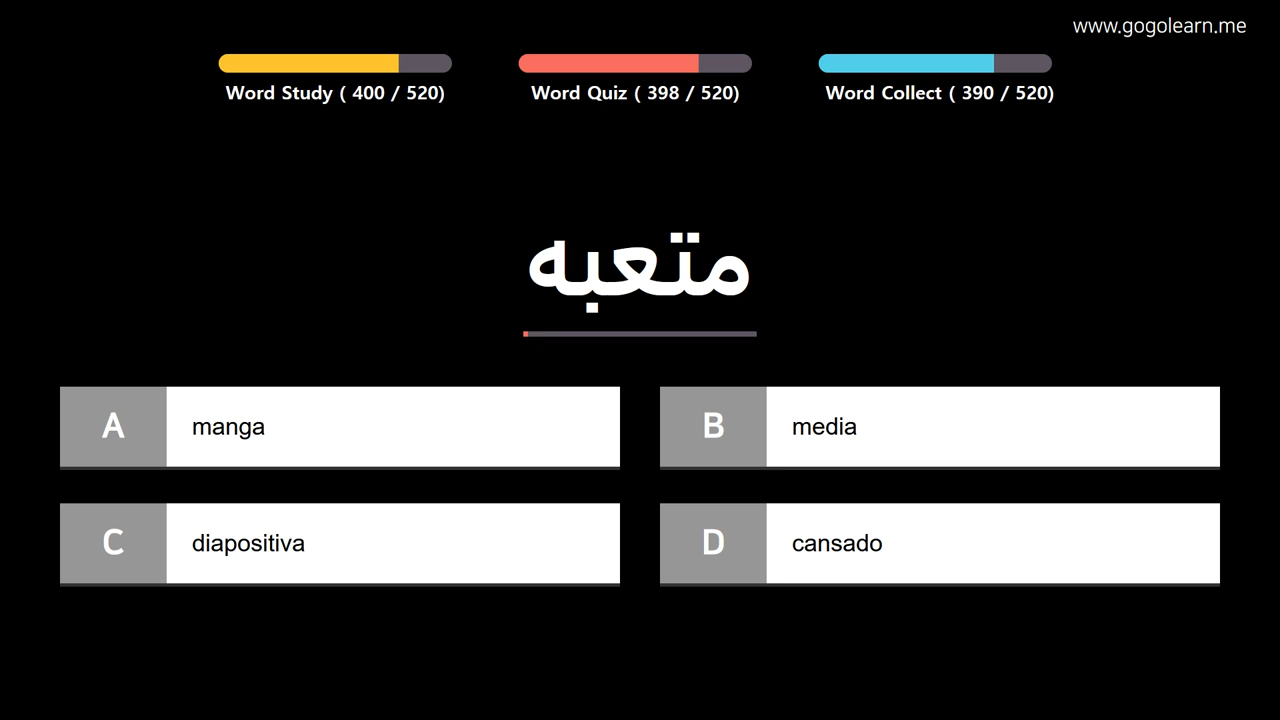 www.gogolearn.me
Word Study ( 400 / 520)
Word Quiz ( 398 / 520)
Word Collect ( 390 / 520)
متعبه
A manga
B media
C diapositiva
D cansado